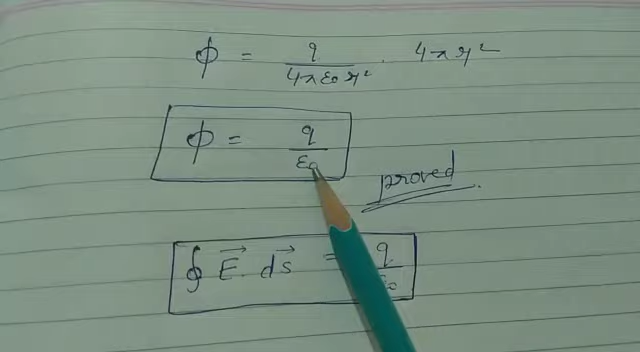 ϕ = q / 4πε₀r² . 4πr²
ϕ = q / ε₀
proved.
∮ E⃗. ds⃗ = q / ε₀